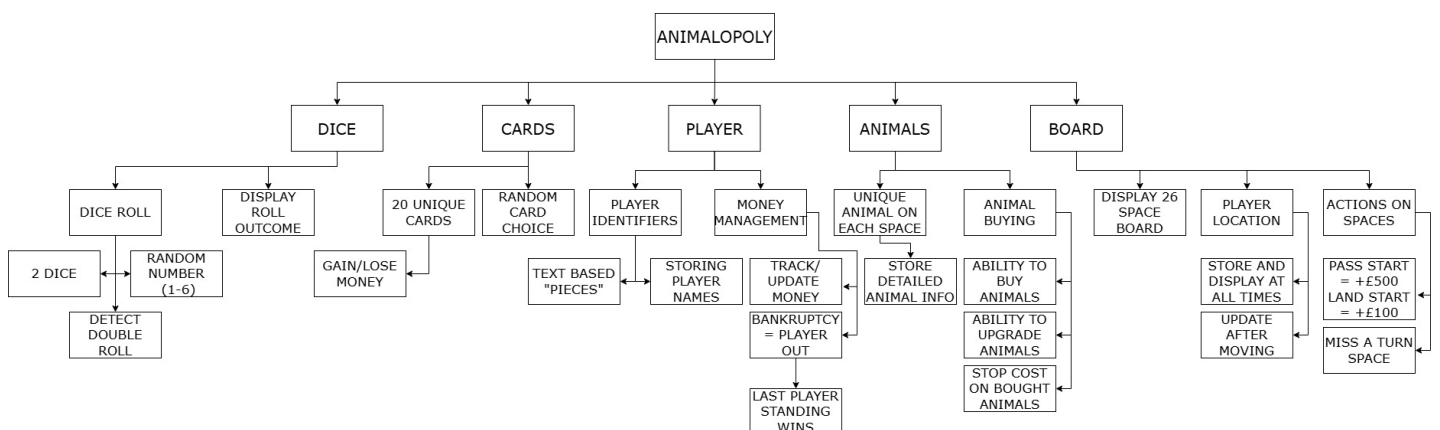 ANIMALOPOLY
DICE
CARDS
PLAYER
ANIMALS
BOARD
DICE ROLL
DISPLAY
ROLL
OUTCOME
20 UNIQUE
CARDS
RANDOM
CARD
CHOICE
PLAYER
IDENTIFIERS
MONEY
MANAGEMENT
UNIQUE
ANIMAL ON
EACH SPACE
ANIMAL
BUYING
DISPLAY 26
SPACE
BOARD
PLAYER
LOCATION
ACTIONS ON
SPACES
2 DICE
RANDOM
NUMBER
(1-6)
DETECT
DOUBLE
ROLL
GAIN/LOSE
MONEY
TEXT BASED
"PIECES"
STORING
PLAYER
NAMES
TRACK/
UPDATE MONEY
BANKRUPTCY
= PLAYER
OUT
LAST PLAYER
STANDING
WINS
STORE
DETAILED
ANIMAL INFO
ABILITY TO
BUY
ANIMALS
ABILITY TO
UPGRADE
ANIMALS
STOP COST
ON BOUGHT
ANIMALS
STORE AND
DISPLAY AT
ALL TIMES
UPDATE
AFTER
MOVING
PASS START
= +£500
LAND START
= +£100
MISS A TURN
SPACE